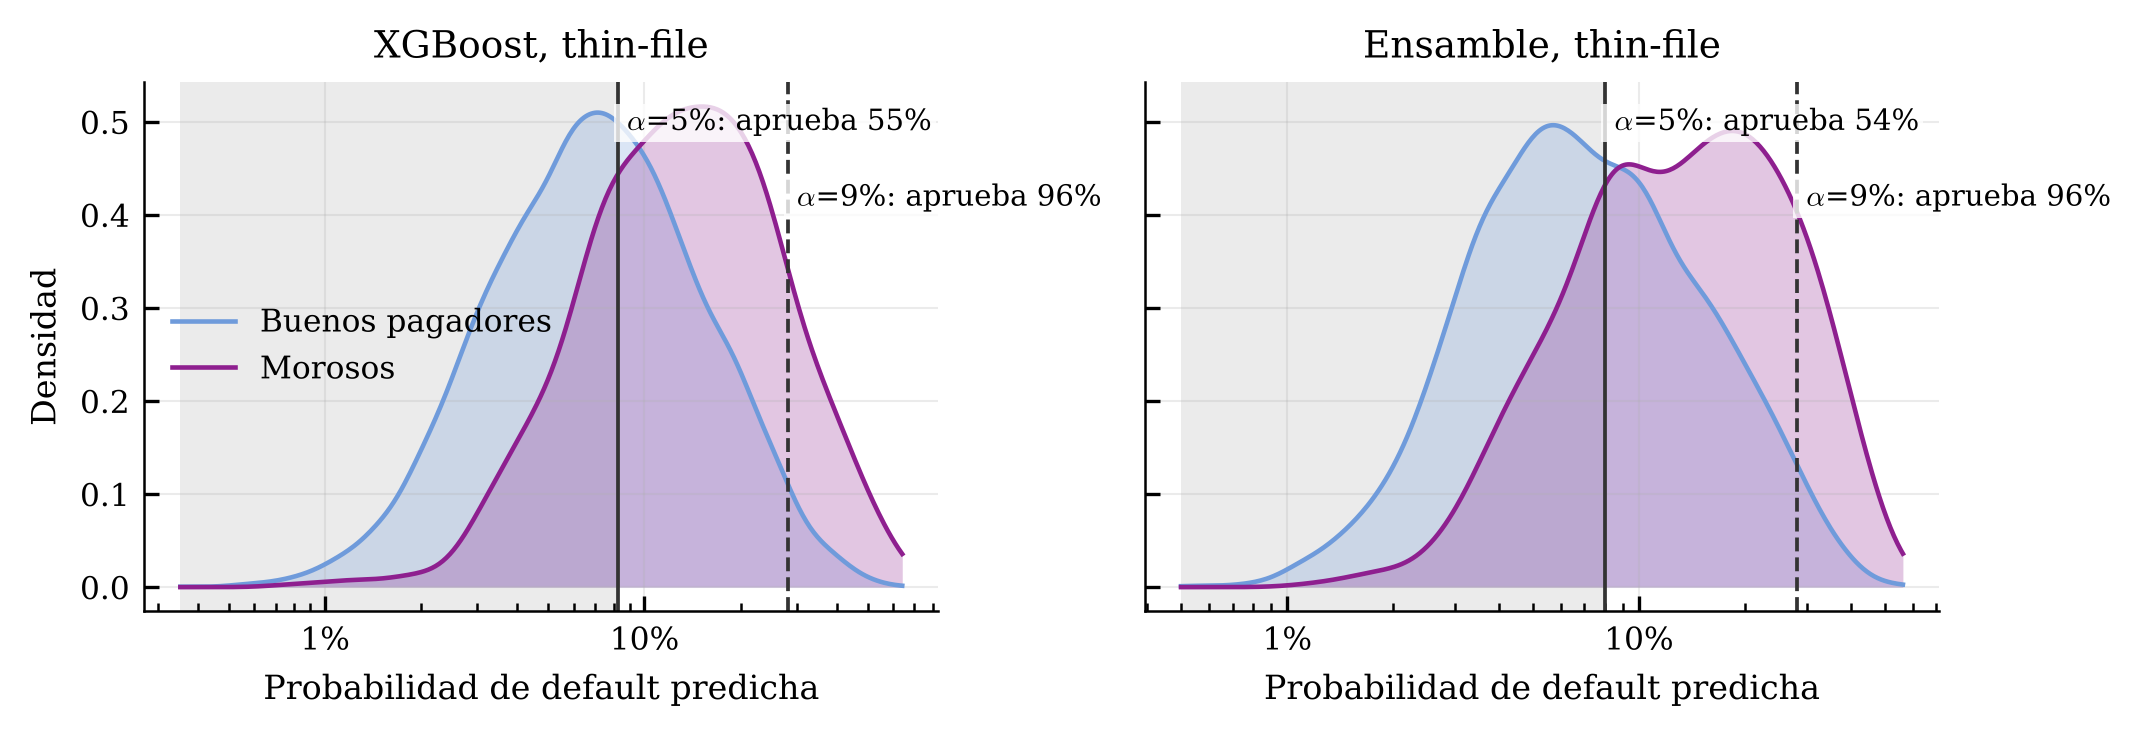 XGBoost, thin-file
Densidad
0.5
0.4
0.3
0.2
0.1
0.0
α=5%: aprueba 55%
α=9%: aprueba 96%
Buenos pagadores
Morosos
1%
10%
Probabilidad de default predicha
Ensamble, thin-file
α=5%: aprueba 54%
α=9%: aprueba 96%
1%
10%
Probabilidad de default predicha